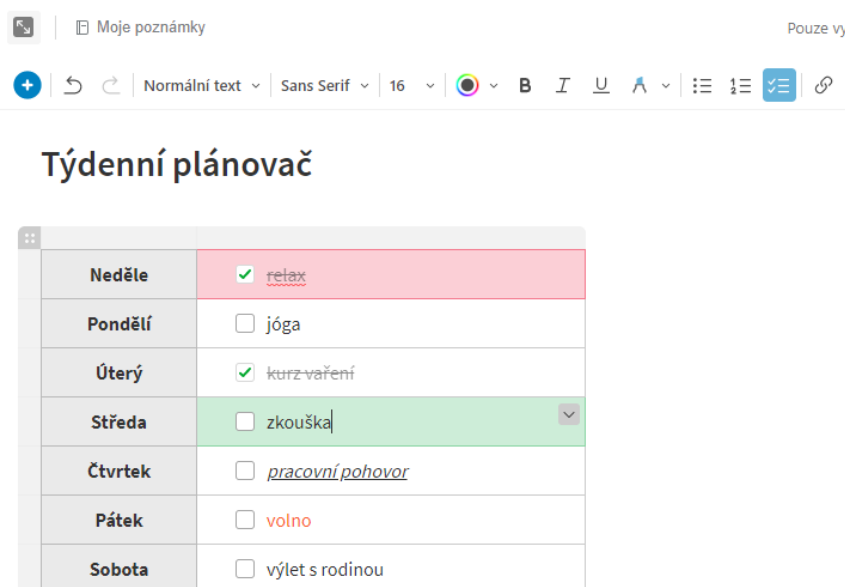 Moje poznámky
Pouze vy
Normální text Sans Serif 16 B I U A
Týdenní plánovač
Neděle relax
Pondělí jóga
Úterý kurz vaření
Středa zkouška
Čtvrtek pracovní pohovor
Pátek volno
Sobota výlet s rodinou